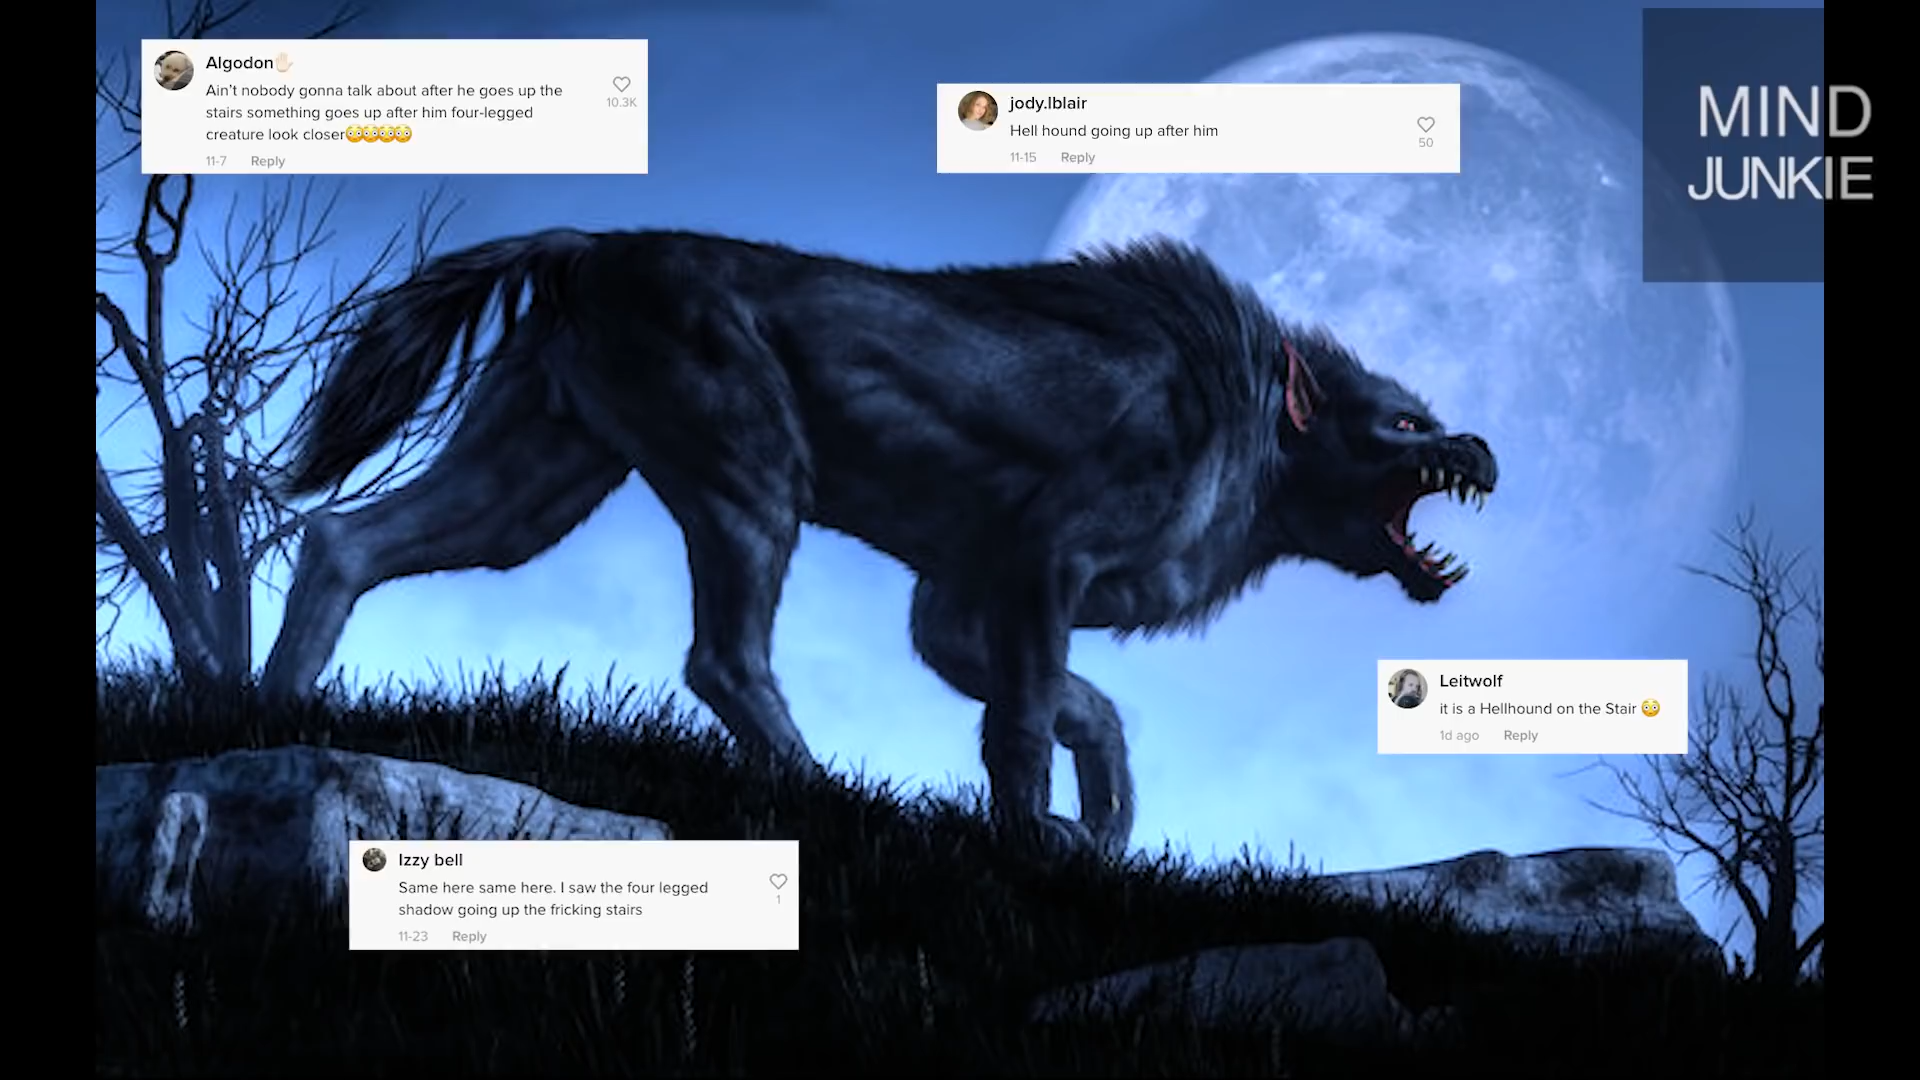 Algodon✋🏻
Ain't nobody gonna talk about after he goes up the
stairs something goes up after him four-legged
creature look closer😳😳😳😳
10.3K
11-7 Reply
jody.lblair
Hell hound going up after him
50
11-15 Reply
MIND
JUNKIE
Leitwolf
it is a Hellhound on the Stair 😳
1d ago Reply
Izzy bell
Same here same here. I saw the four legged
shadow going up the fricking stairs
1
11-23 Reply